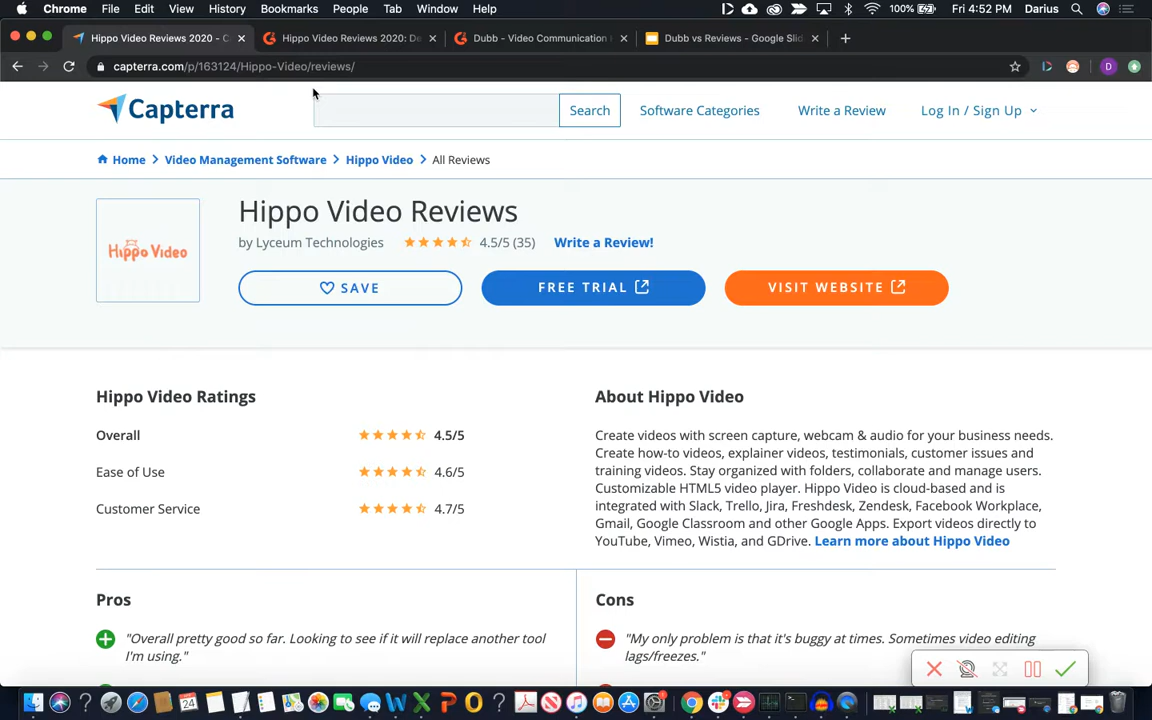 Chrome File Edit View History Bookmarks People Tab Window Help 100% Fri 4:52 PM Darius
Hippo Video Reviews 2020 - C
Hippo Video Reviews 2020: De
Dubb - Video Communication
Dubb vs Reviews - Google Slid
capterra.com/p/163124/Hippo-Video/reviews/
D
Capterra
Search
Software Categories
Write a Review
Log In / Sign Up
Home > Video Management Software > Hippo Video > All Reviews
Hippo Video
Hippo Video Reviews
by Lyceum Technologies 4.5/5 (35) Write a Review!
SAVE
FREE TRIAL
VISIT WEBSITE
Hippo Video Ratings
Overall 4.5/5
Ease of Use 4.6/5
Customer Service 4.7/5
About Hippo Video
Create videos with screen capture, webcam & audio for your business needs.
Create how-to videos, explainer videos, testimonials, customer issues and
training videos. Stay organized with folders, collaborate and manage users.
Customizable HTML5 video player. Hippo Video is cloud-based and is
integrated with Slack, Trello, Jira, Freshdesk, Zendesk, Facebook Workplace,
Gmail, Google Classroom and other Google Apps. Export videos directly to
YouTube, Vimeo, Wistia, and GDrive. Learn more about Hippo Video
Pros
"Overall pretty good so far. Looking to see if it will replace another tool
I'm using."
Cons
"My only problem is that it's buggy at times. Sometimes video editing
lags/freezes."
24